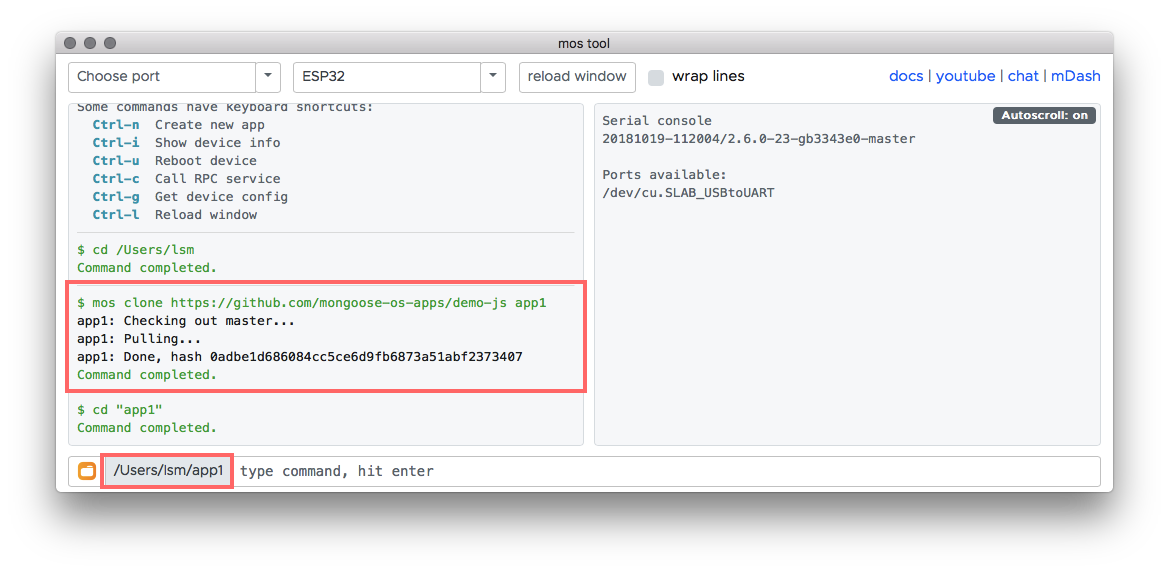 mos tool
Choose port
ESP32
reload window
wrap lines
docs | youtube | chat | mDash
Some commands have keyboard shortcuts:
Ctrl-n Create new app
Ctrl-i Show device info
Ctrl-u Reboot device
Ctrl-c Call RPC service
Ctrl-g Get device config
Ctrl-l Reload window
$ cd /Users/lsm
Command completed.
$ mos clone https://github.com/mongoose-os-apps/demo-js app1
app1: Checking out master...
app1: Pulling...
app1: Done, hash 0adbe1d686084cc5ce6d9fb6873a51abf2373407
Command completed.
$ cd "app1"
Command completed.
Autoscroll: on
Serial console
20181019-112004/2.6.0-23-gb3343e0-master
Ports available:
/dev/cu.SLAB_USBtoUART
/Users/lsm/app1
type command, hit enter